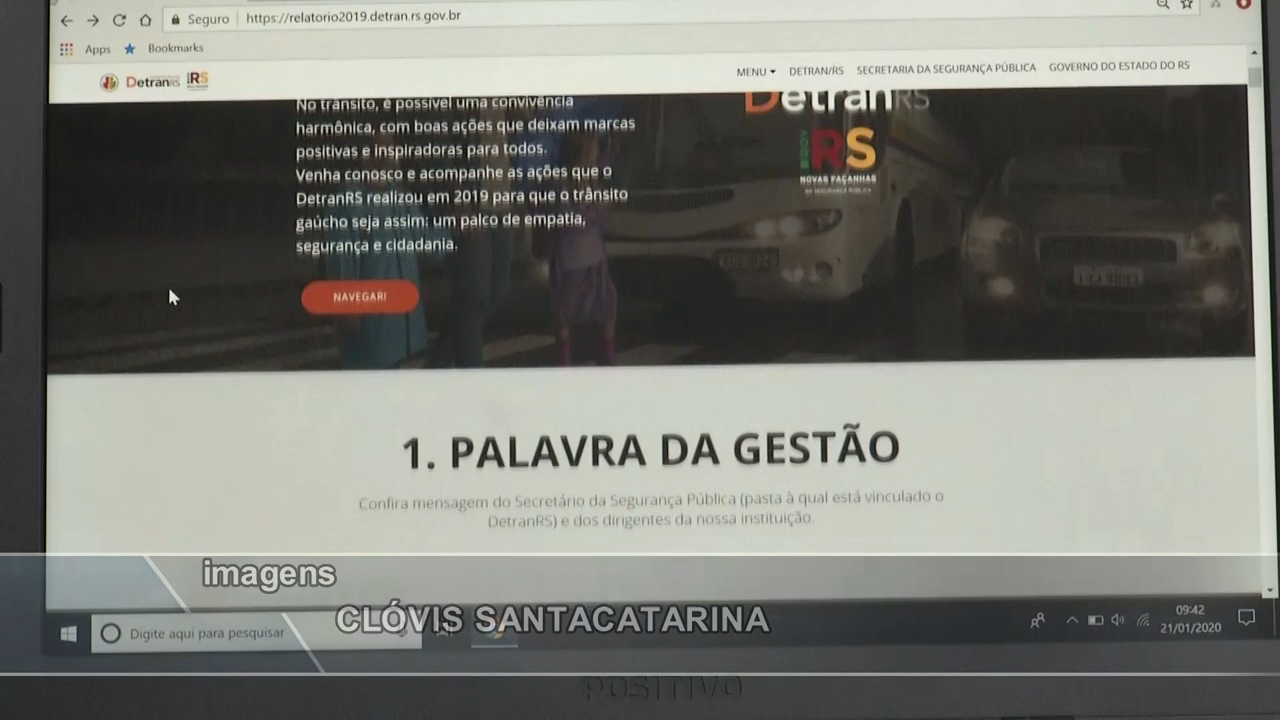 Seguro https://relatorio2019.detran.rs.gov.br
Apps Bookmarks
DetranRS RS MENU DETRAN/RS SECRETARIA DA SEGURANÇA PÚBLICA GOVERNO DO ESTADO DO RS
No trânsito, é possível uma convivência
harmônica, com boas ações que deixam marcas
positivas e inspiradoras para todos.
Venha conosco e acompanhe as ações que o
DetranRS realizou em 2019 para que o trânsito
gaúcho seja assim: um palco de empatia,
segurança e cidadania.
NAVEGAR!
DetranRS
RS
NOVAS FAÇANHAS
NA SEGURANÇA PÚBLICA
1. PALAVRA DA GESTÃO
Confira mensagem do Secretário da Segurança Pública (pasta à qual está vinculado o
DetranRS) e dos dirigentes da nossa instituição.
imagens
CLÓVIS SANTACATARINA
Digite aqui para pesquisar
09:42
21/01/2020
POSITIVO